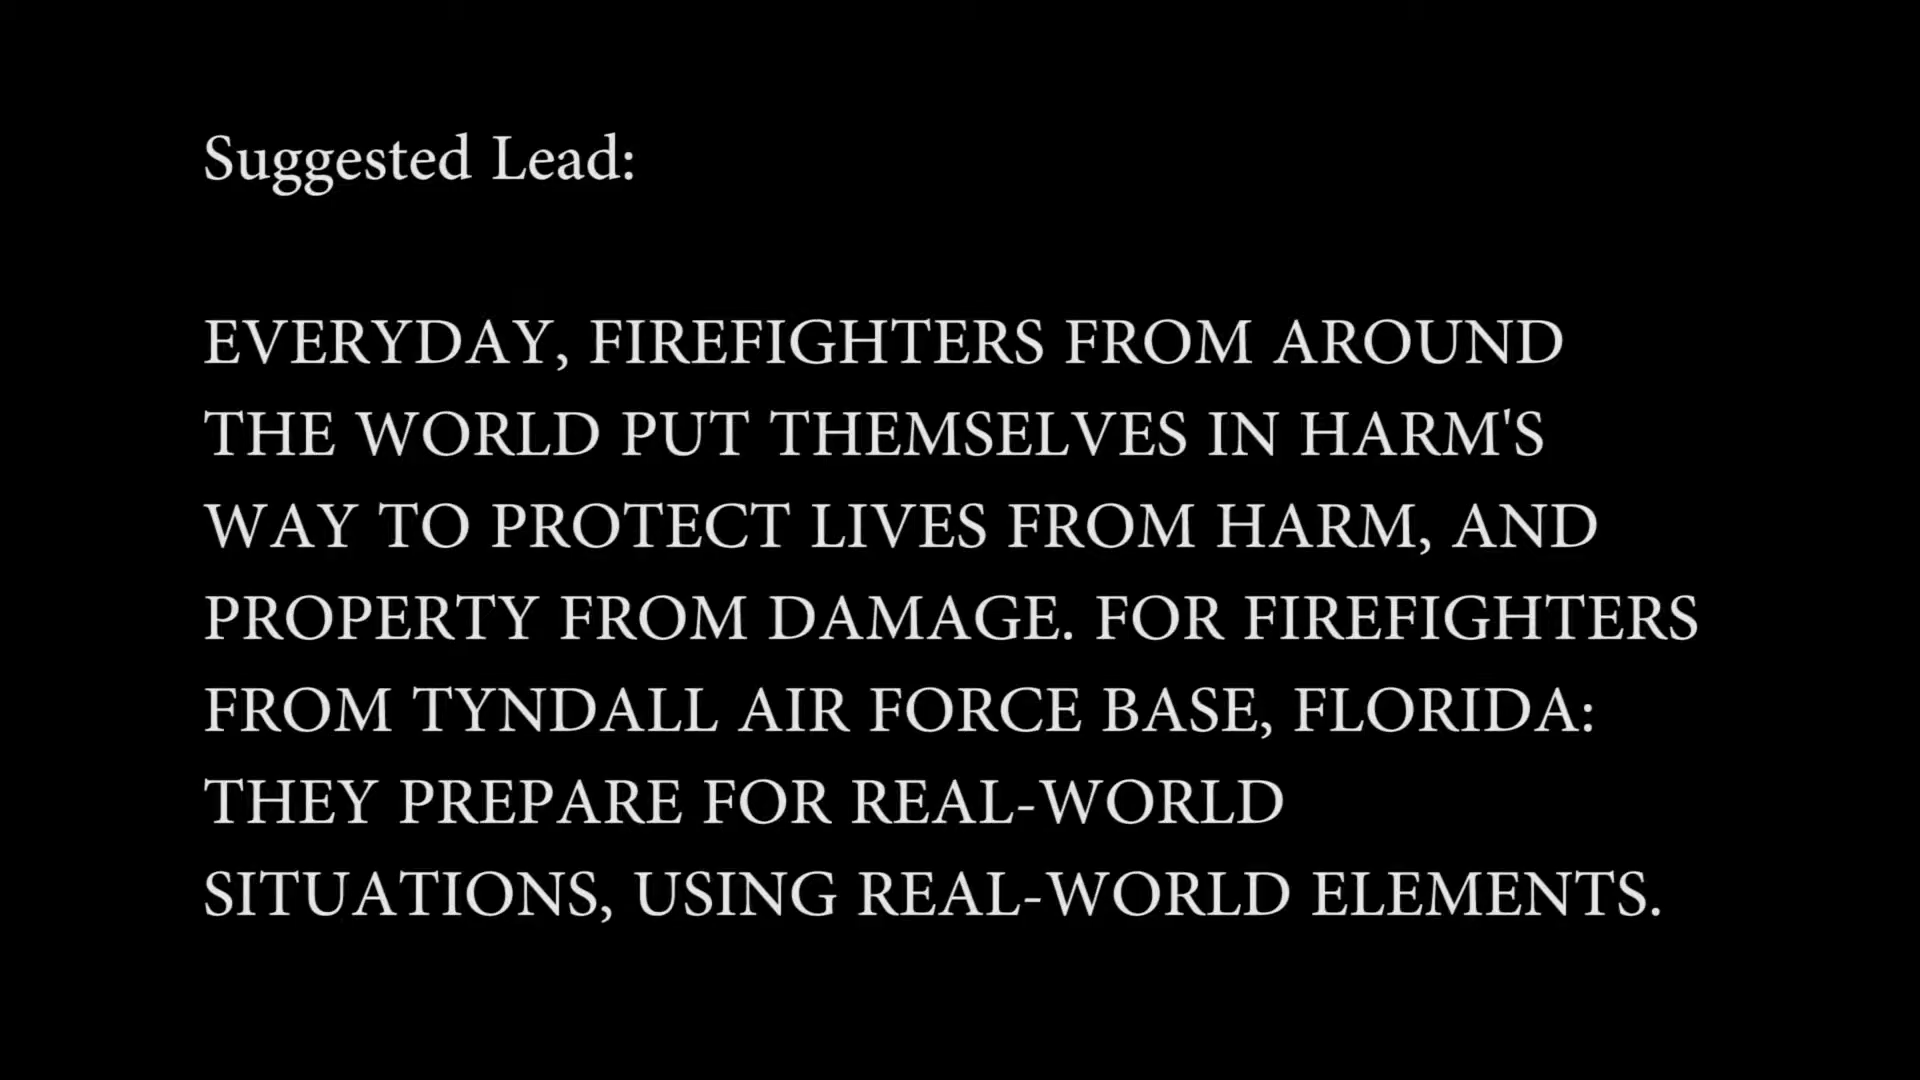 Suggested Lead:
EVERYDAY, FIREFIGHTERS FROM AROUND
THE WORLD PUT THEMSELVES IN HARM'S
WAY TO PROTECT LIVES FROM HARM, AND
PROPERTY FROM DAMAGE. FOR FIREFIGHTERS
FROM TYNDALL AIR FORCE BASE, FLORIDA:
THEY PREPARE FOR REAL-WORLD
SITUATIONS, USING REAL-WORLD ELEMENTS.